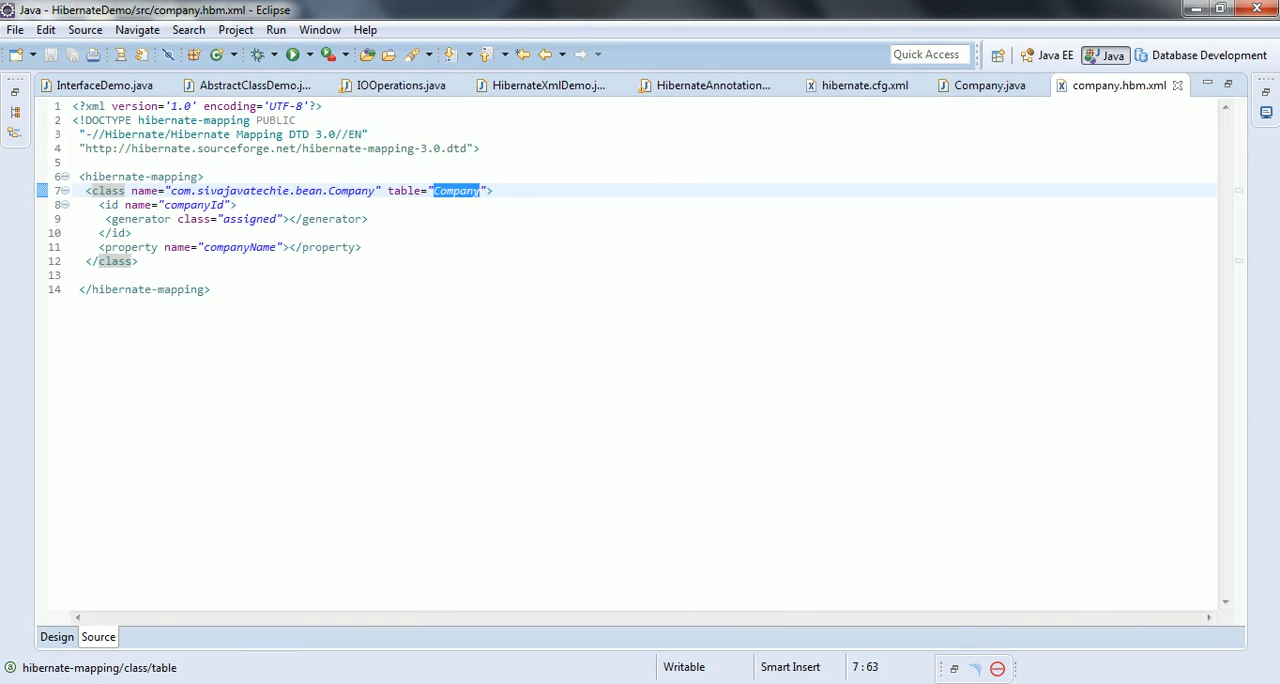 Java - HibernateDemo/src/company.hbm.xml - Eclipse
File Edit Source Navigate Search Project Run Window Help
Quick Access Java EE Java Database Development
InterfaceDemo.java AbstractClassDemo.j... IOOperations.java HibernateXmlDemo.j... HibernateAnnotation... hibernate.cfg.xml Company.java company.hbm.xml
1 <?xml version='1.0' encoding='UTF-8'?>
2 <!DOCTYPE hibernate-mapping PUBLIC
3 "-//Hibernate/Hibernate Mapping DTD 3.0//EN"
4 "http://hibernate.sourceforge.net/hibernate-mapping-3.0.dtd">
5
6 <hibernate-mapping>
7 <class name="com.sivajavatechie.bean.Company" table="Company">
8 <id name="companyId">
9 <generator class="assigned"></generator>
10 </id>
11 <property name="companyName"></property>
12 </class>
13
14 </hibernate-mapping>
Design Source
hibernate-mapping/class/table Writable Smart Insert 7 : 63